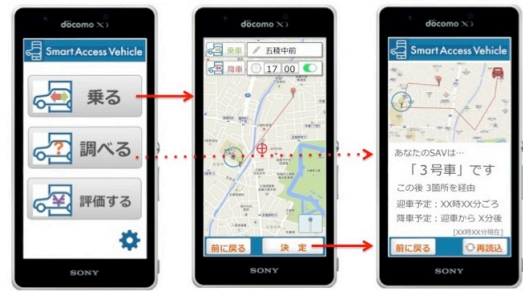 döcomo Xi
Smart Access Vehicle
乗る
調べる
評価する
SONY
döcomo Xi
乗車
五稜中前
降車
17 00
前に戻る
決 定
SONY
döcomo Xi
Smart Access Vehicle
あなたのSAVは…
「３号車」です
この後 3箇所を経由
迎車予定：XX時XX分ごろ
降車予定：迎車から X分後
[XX時XX分現在]
前に戻る
再読込
SONY